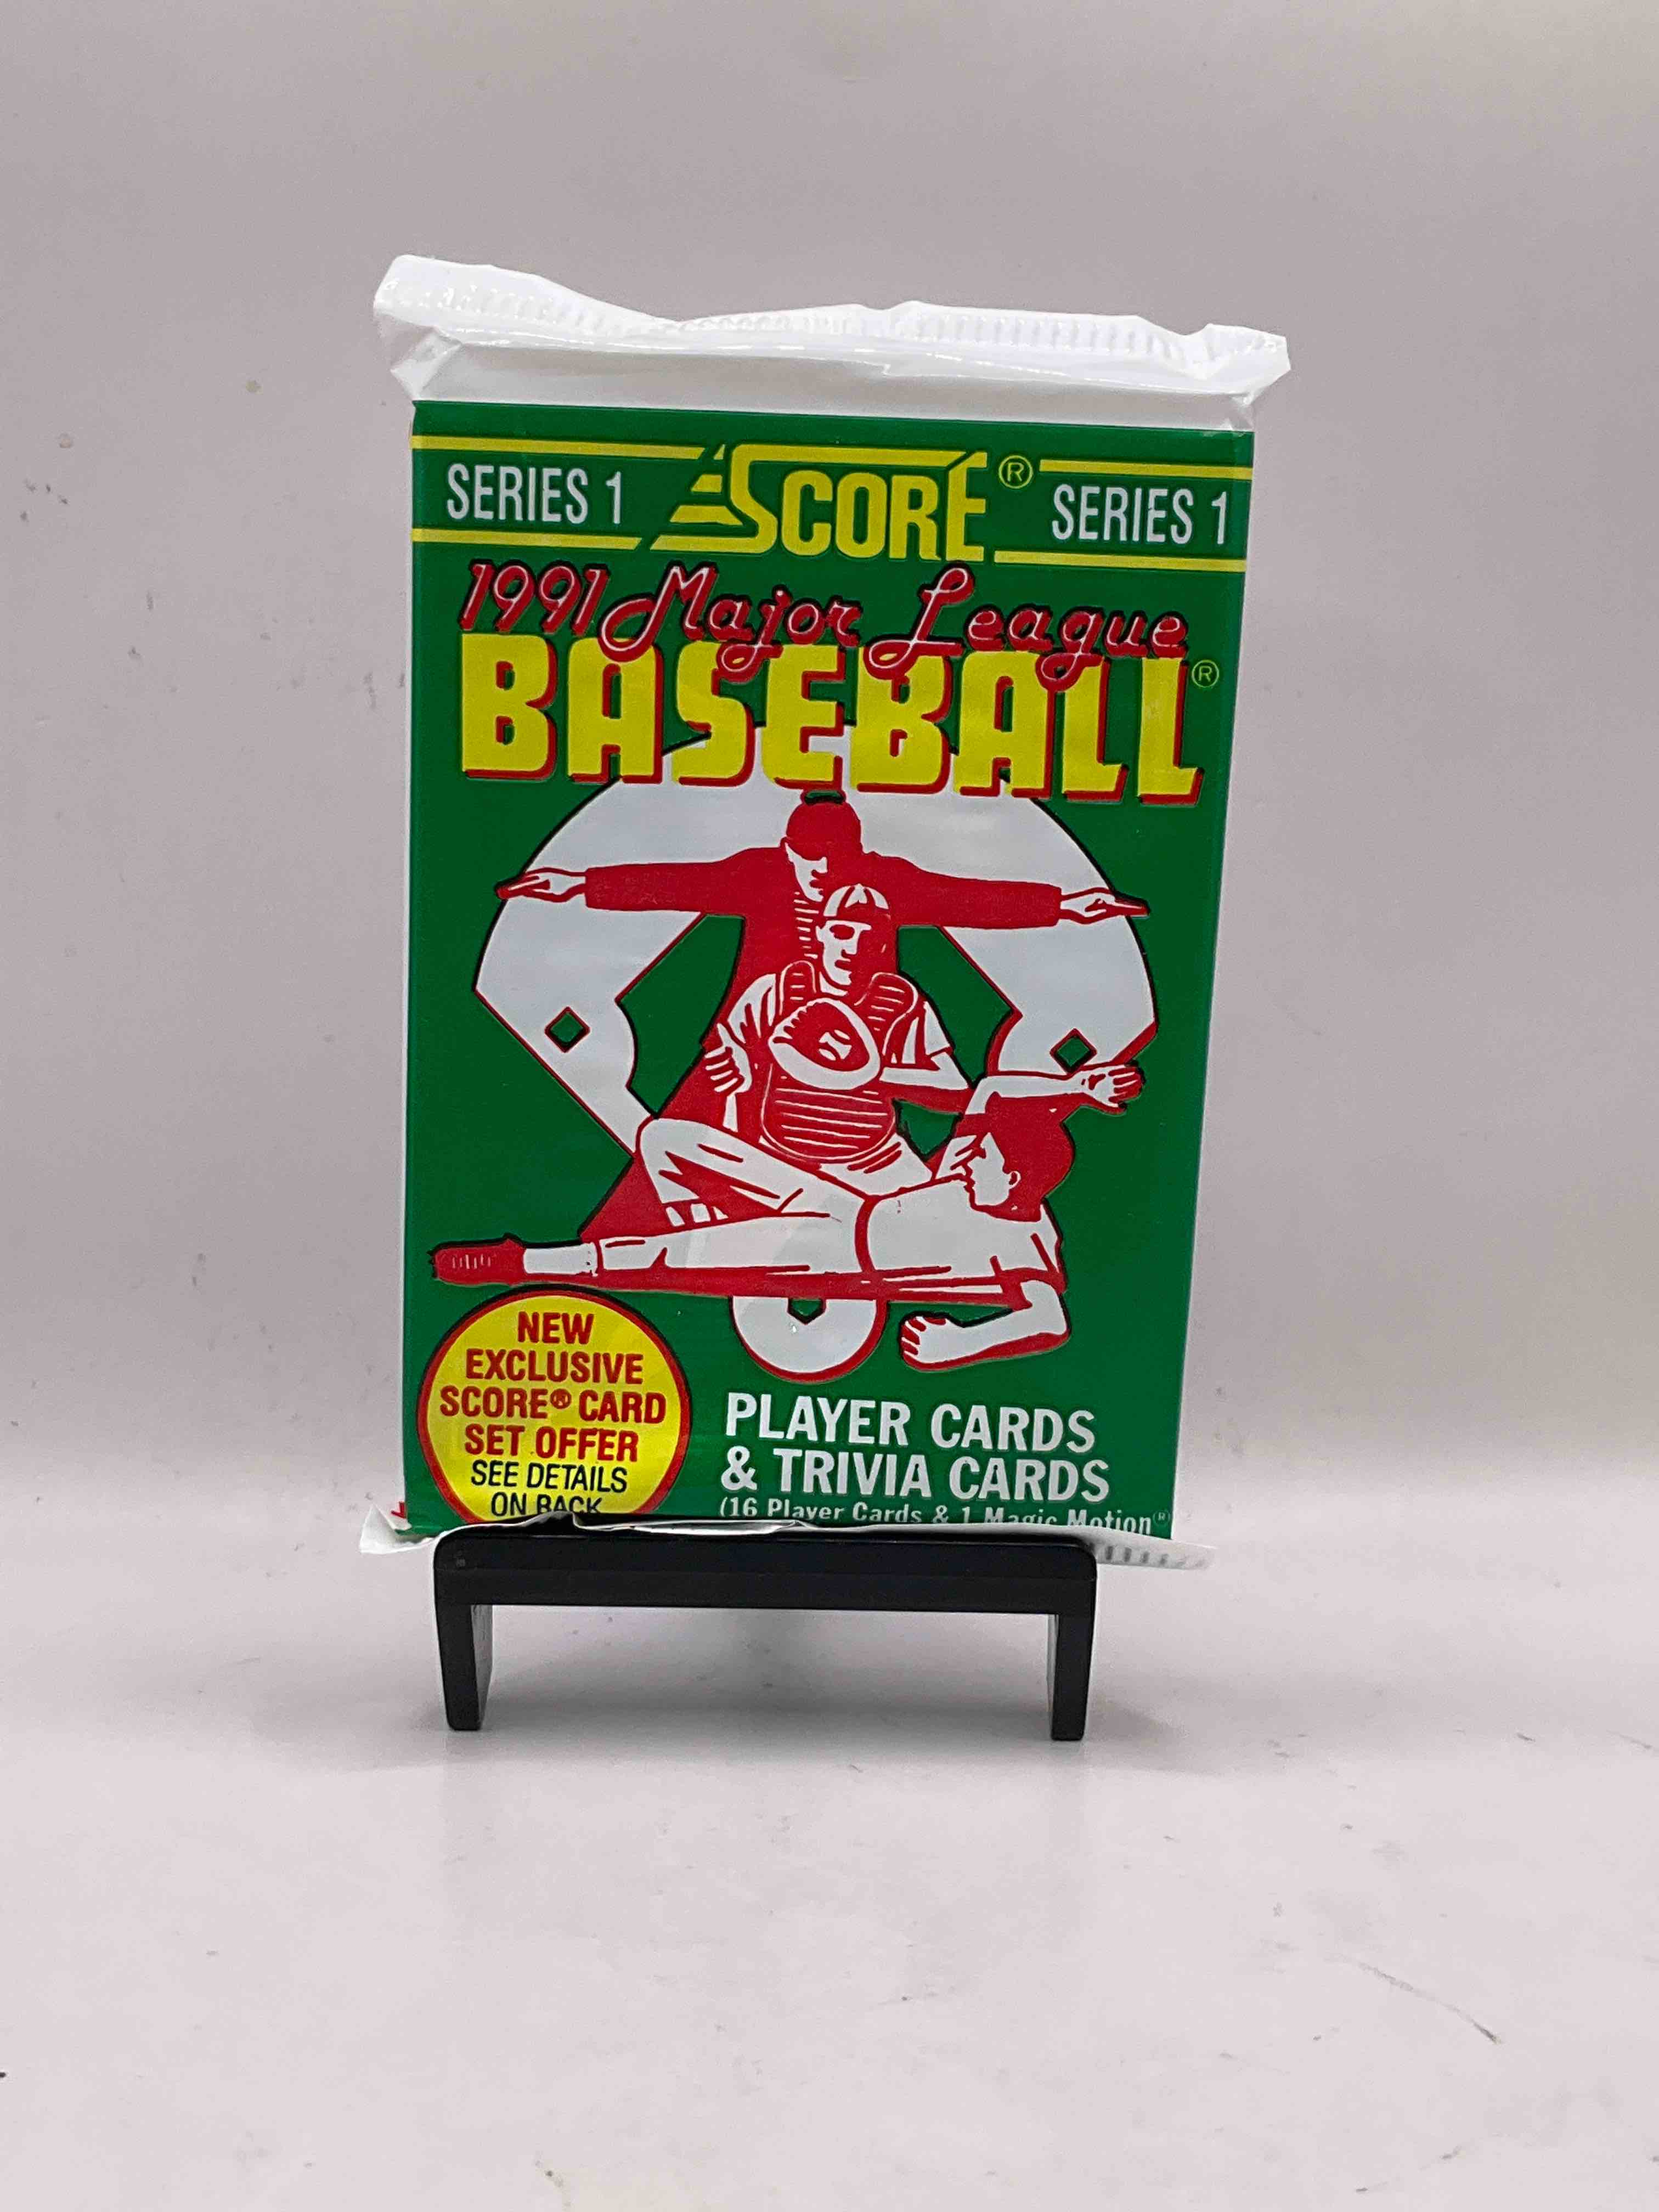 SERIES 1 SCORE® SERIES 1
1991 Major League
BASEBALL®
NEW
EXCLUSIVE
SCORE® CARD
SET OFFER
SEE DETAILS
ON BACK
PLAYER CARDS
& TRIVIA CARDS
(16 Player Cards & 1 Magic Motion®